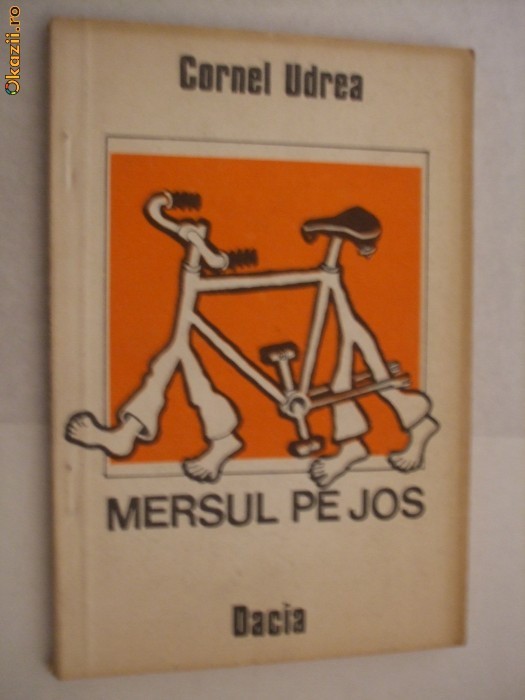 Okazii.ro
Cornel Udrea
MERSUL PE JOS
Dacia